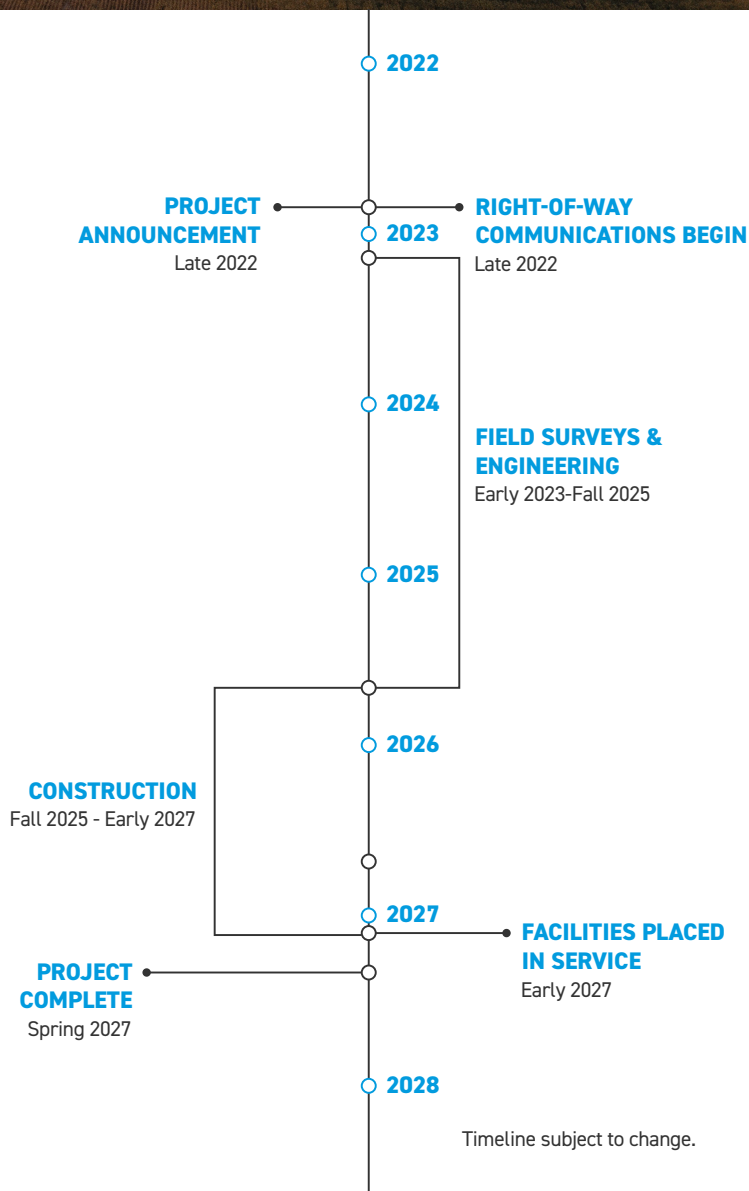 2022
PROJECT
ANNOUNCEMENT
Late 2022
RIGHT-OF-WAY
COMMUNICATIONS BEGIN
Late 2022
2023
2024
FIELD SURVEYS &
ENGINEERING
Early 2023-Fall 2025
2025
2026
CONSTRUCTION
Fall 2025 - Early 2027
2027
FACILITIES PLACED
IN SERVICE
Early 2027
PROJECT
COMPLETE
Spring 2027
2028
Timeline subject to change.